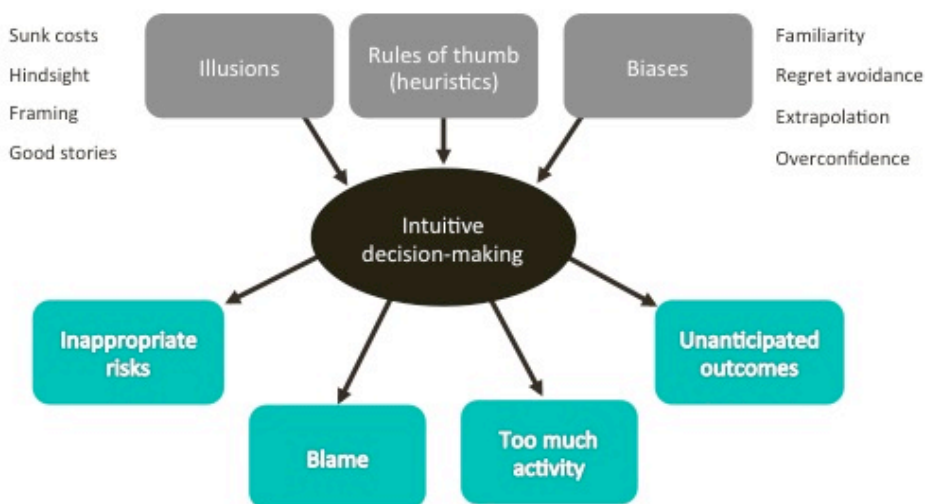 Sunk costs
Hindsight
Framing
Good stories
Illusions
Rules of thumb
(heuristics)
Biases
Familiarity
Regret avoidance
Extrapolation
Overconfidence
Intuitive
decision-making
Inappropriate
risks
Blame
Too much
activity
Unanticipated
outcomes